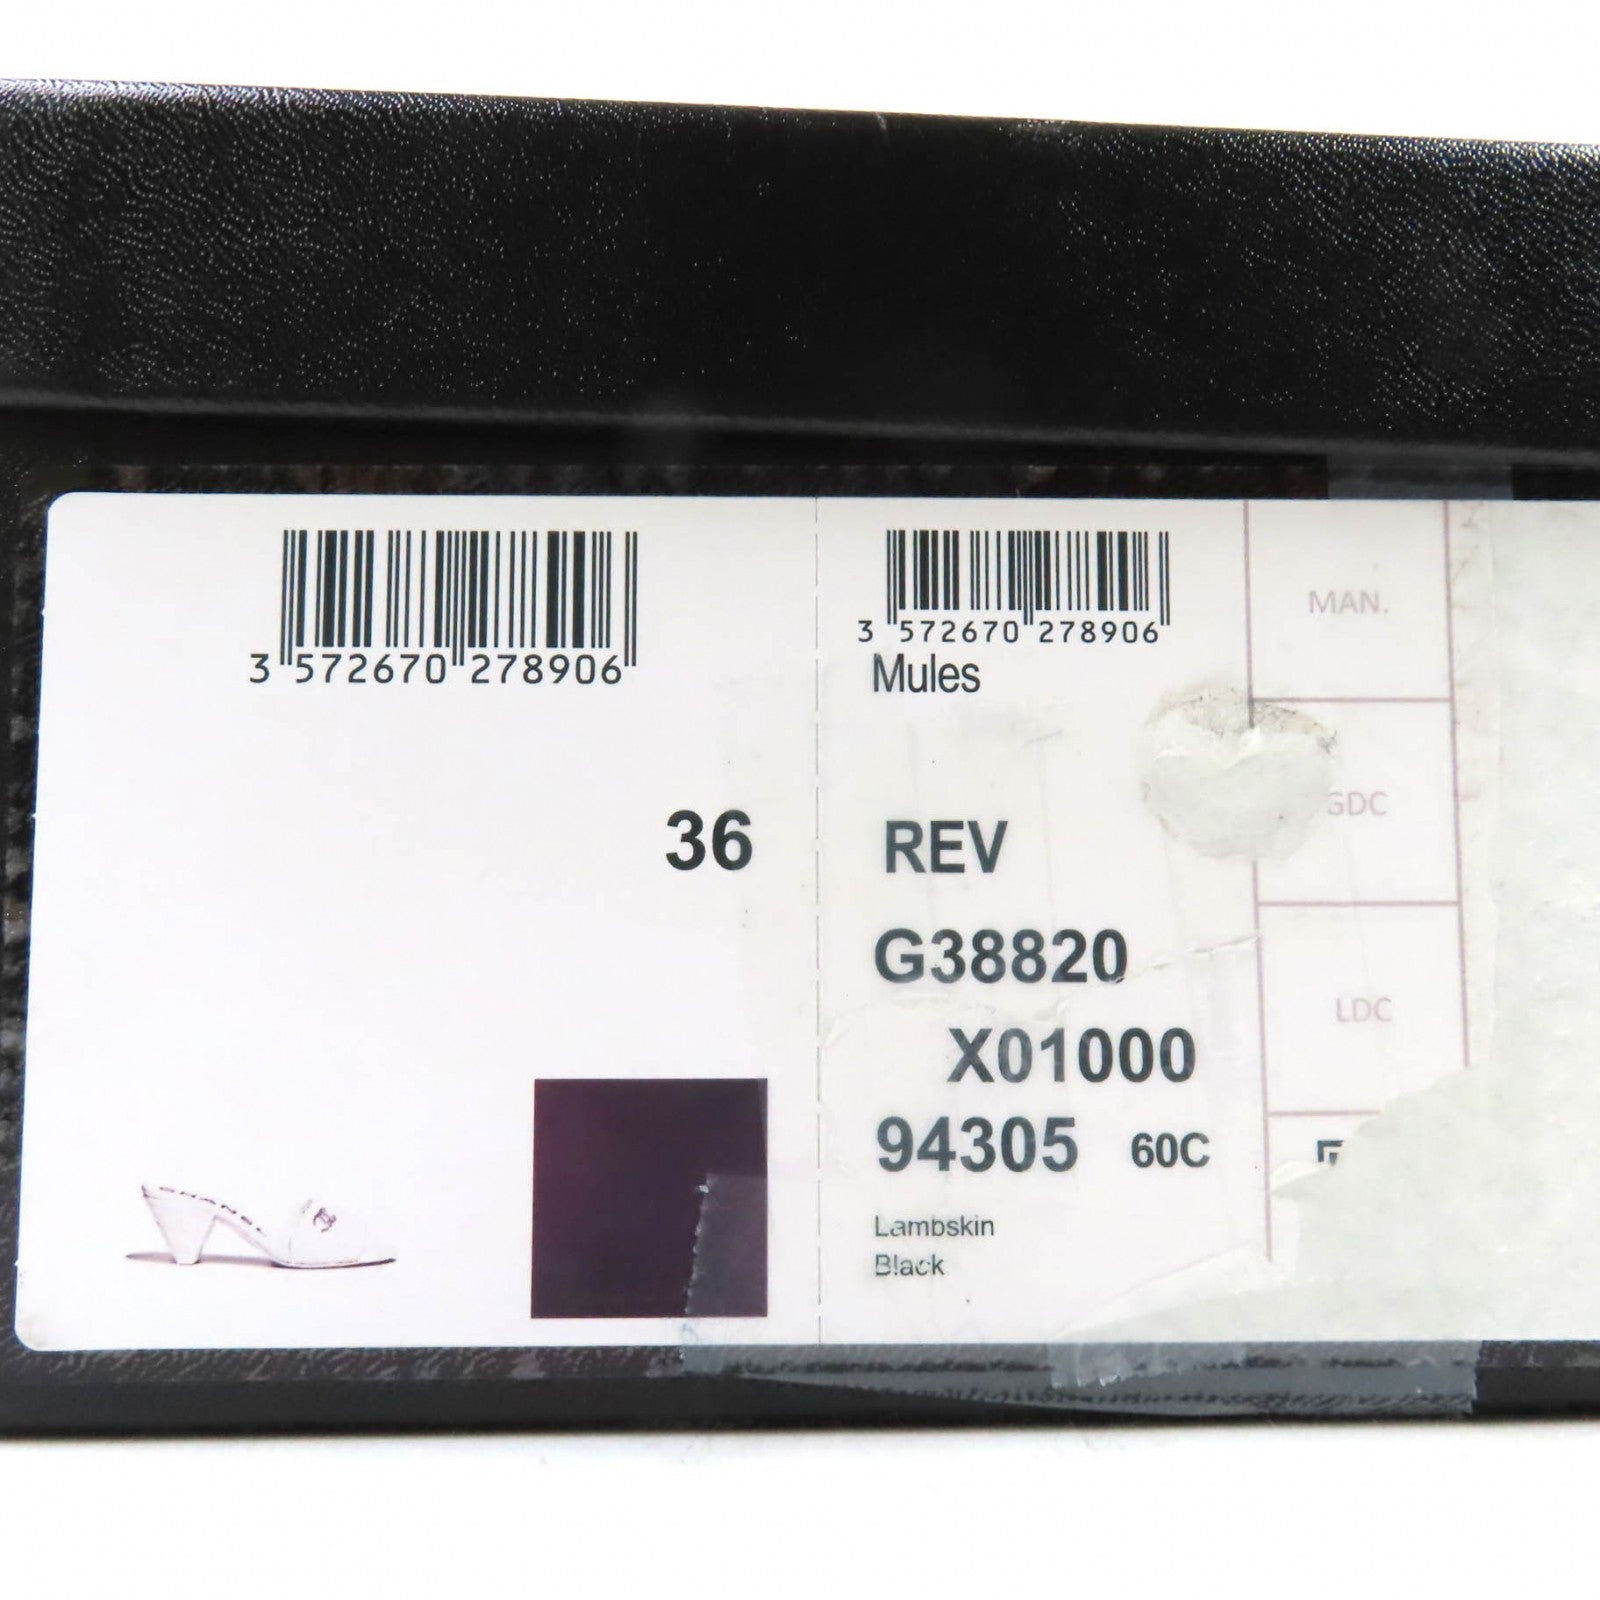 3 572670 278906
36
3 572670 278906
Mules
REV
G38820
X01000
94305 60C
Lambskin
Black
MAN.
GDC
LDC